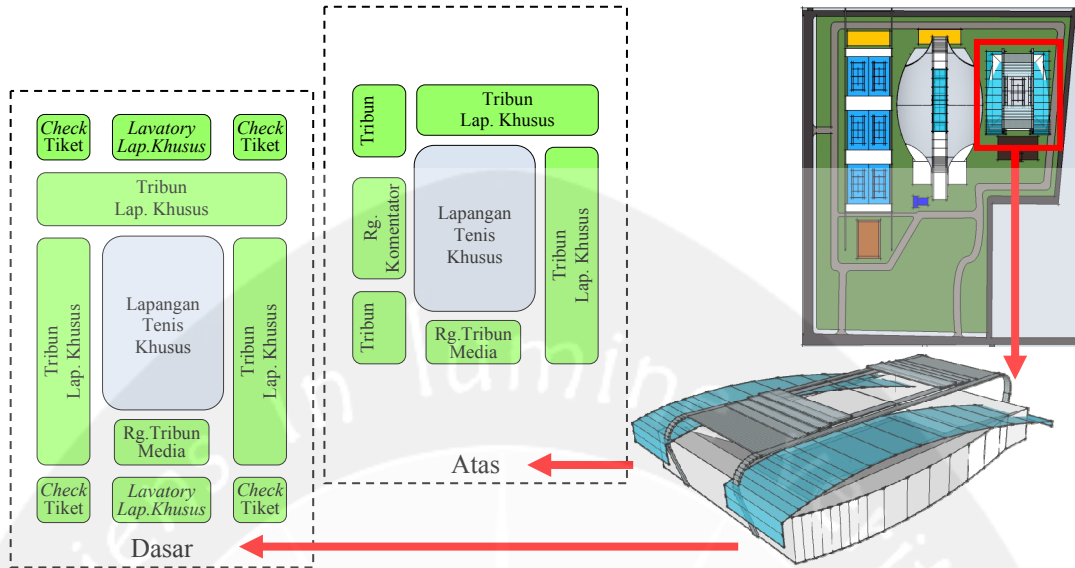 Check
Tiket
Lavatory
Lap.Khusus
Check
Tiket
Tribun
Lap. Khusus
Tribun
Lap. Khusus
Lapangan
Tenis
Khusus
Tribun
Lap. Khusus
Rg.Tribun
Media
Check
Tiket
Lavatory
Lap.Khusus
Check
Tiket
Dasar
Tribun
Tribun
Lap. Khusus
Rg.
Komentator
Lapangan
Tenis
Khusus
Tribun
Lap. Khusus
Tribun
Rg.Tribun
Media
Atas
in